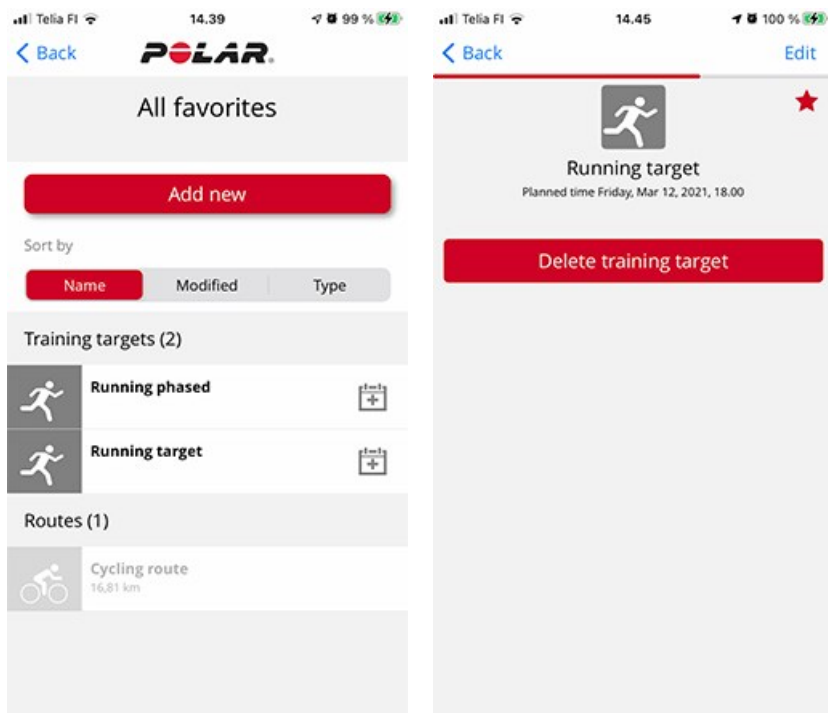 Telia FI 14.39 99 %
Back POLAR
All favorites
Add new
Sort by
Name Modified Type
Training targets (2)
Running phased
Running target
Routes (1)
Cycling route
16,81 km
Telia FI 14.45 100 %
Back Edit
Running target
Planned time Friday, Mar 12, 2021, 18.00
Delete training target